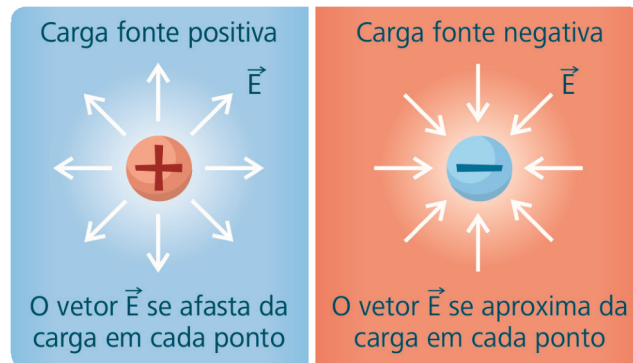 Carga fonte positiva
E
+
O vetor E se afasta da
carga em cada ponto
Carga fonte negativa
E
−
O vetor E se aproxima da
carga em cada ponto